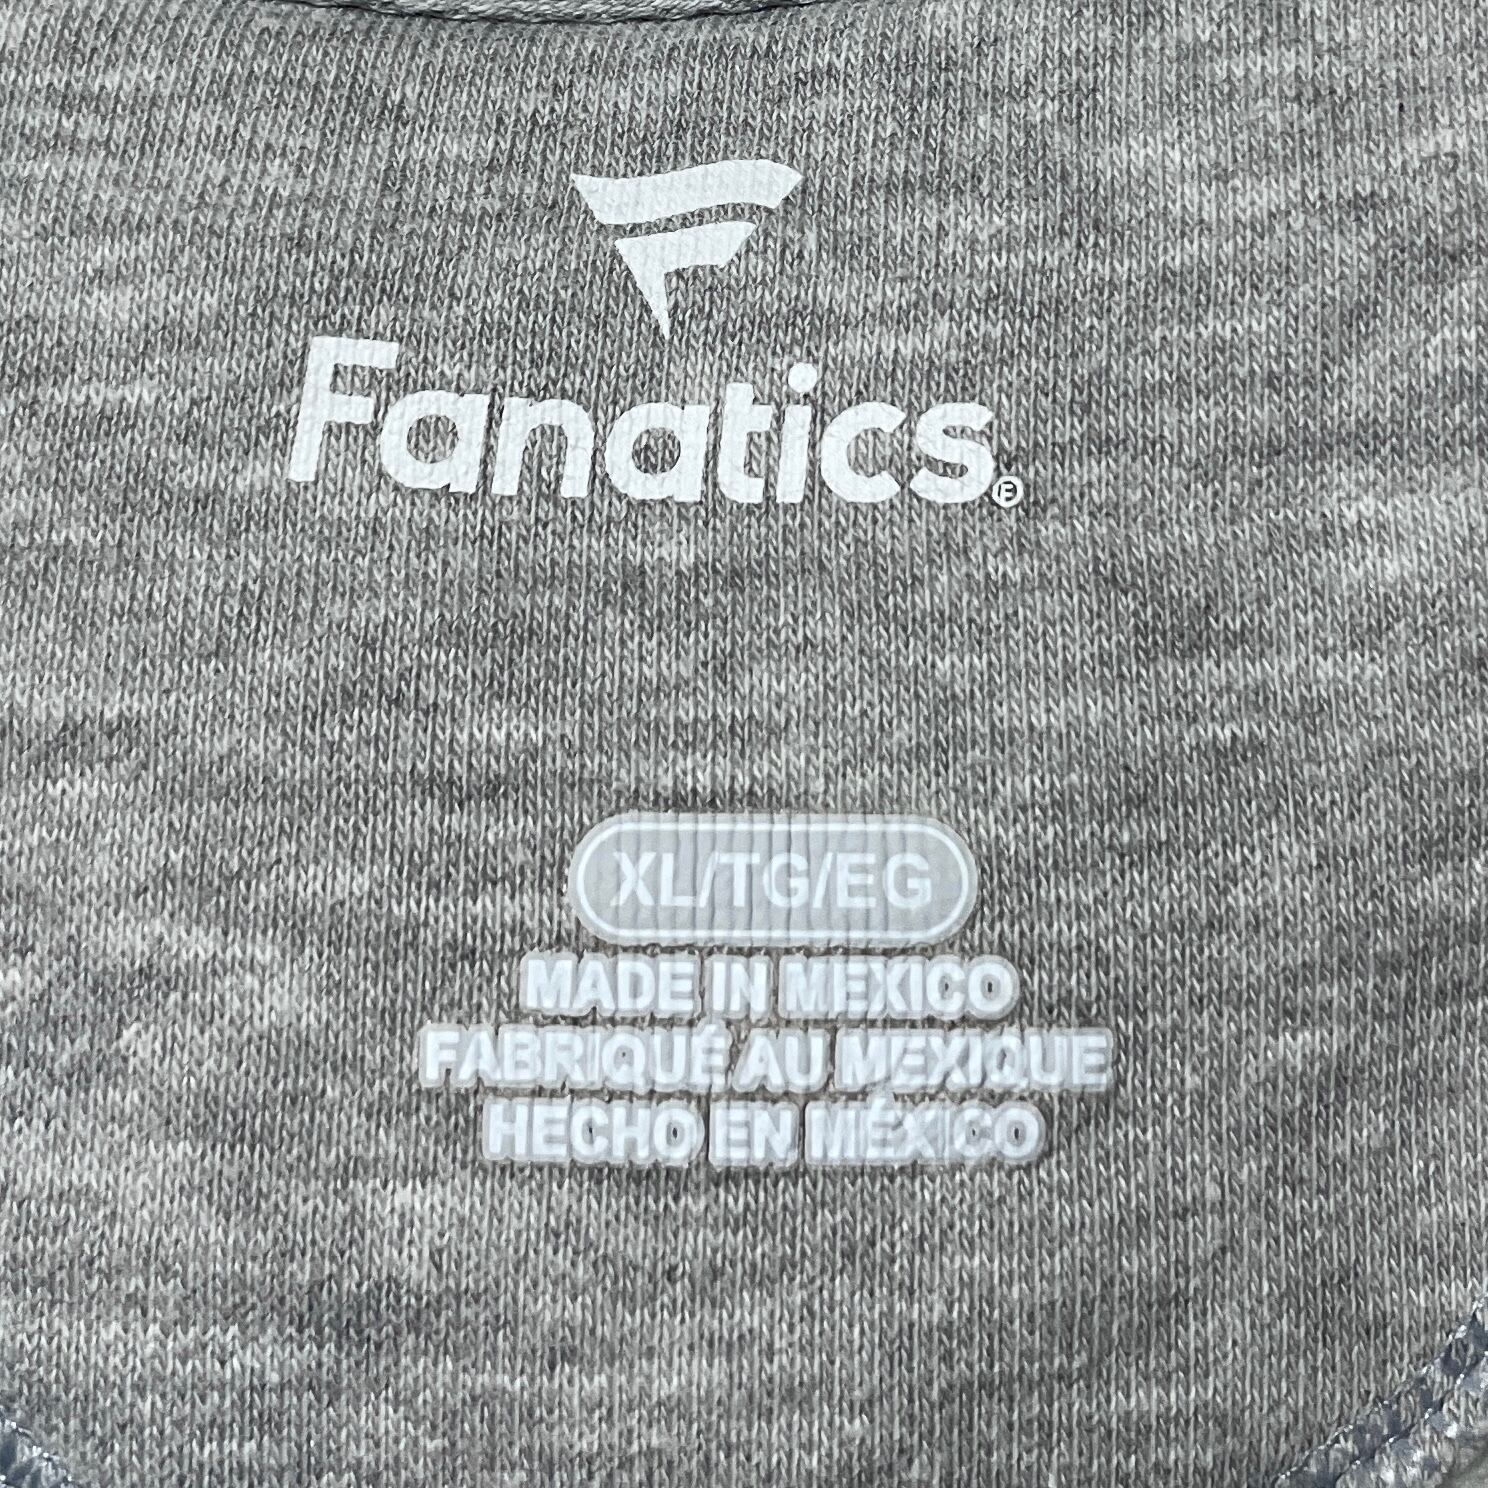 Fanatics®
XL/TG/EG
MADE IN MEXICO
FABRIQUÉ AU MEXIQUE
HECHO EN MÉXICO